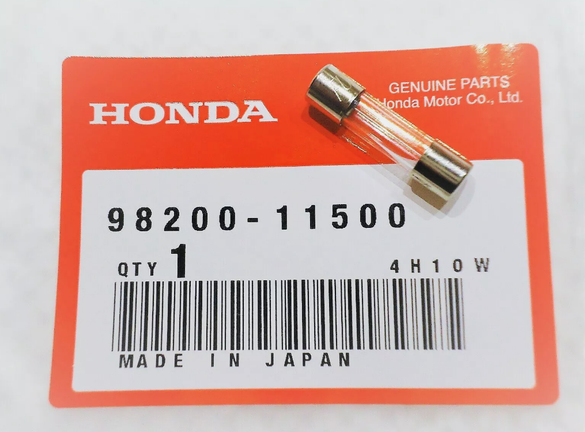 HONDA
GENUINE PARTS
Honda Motor Co., Ltd.
98200-11500
QTY 1
4H10W
MADE IN JAPAN